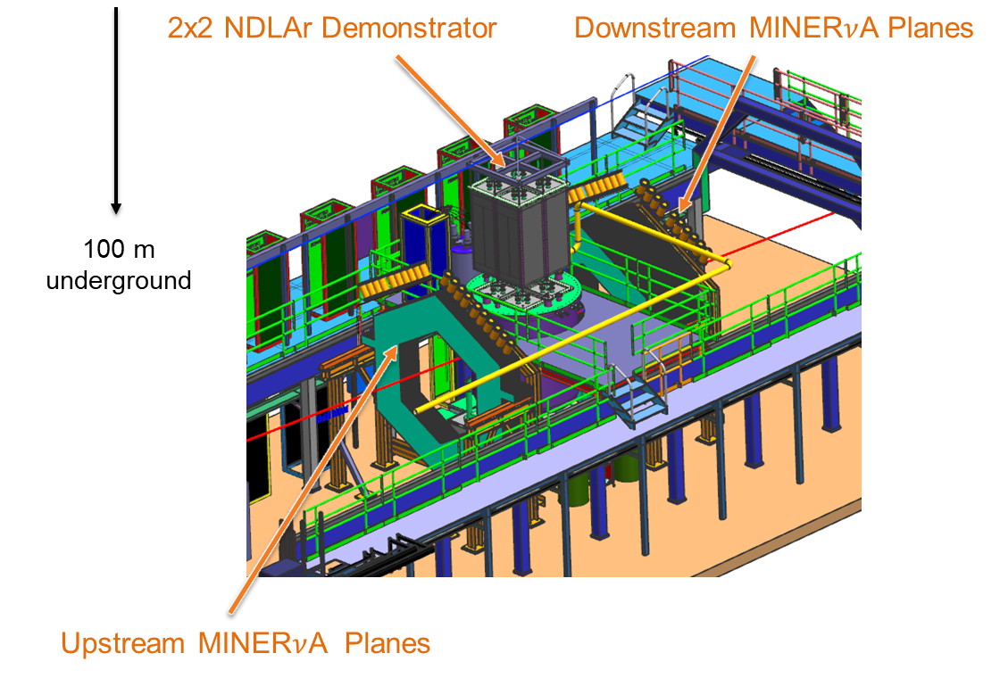 2x2 NDLAr Demonstrator
Downstream MINER𝜈A Planes
100 m
underground
Upstream MINER𝜈A Planes